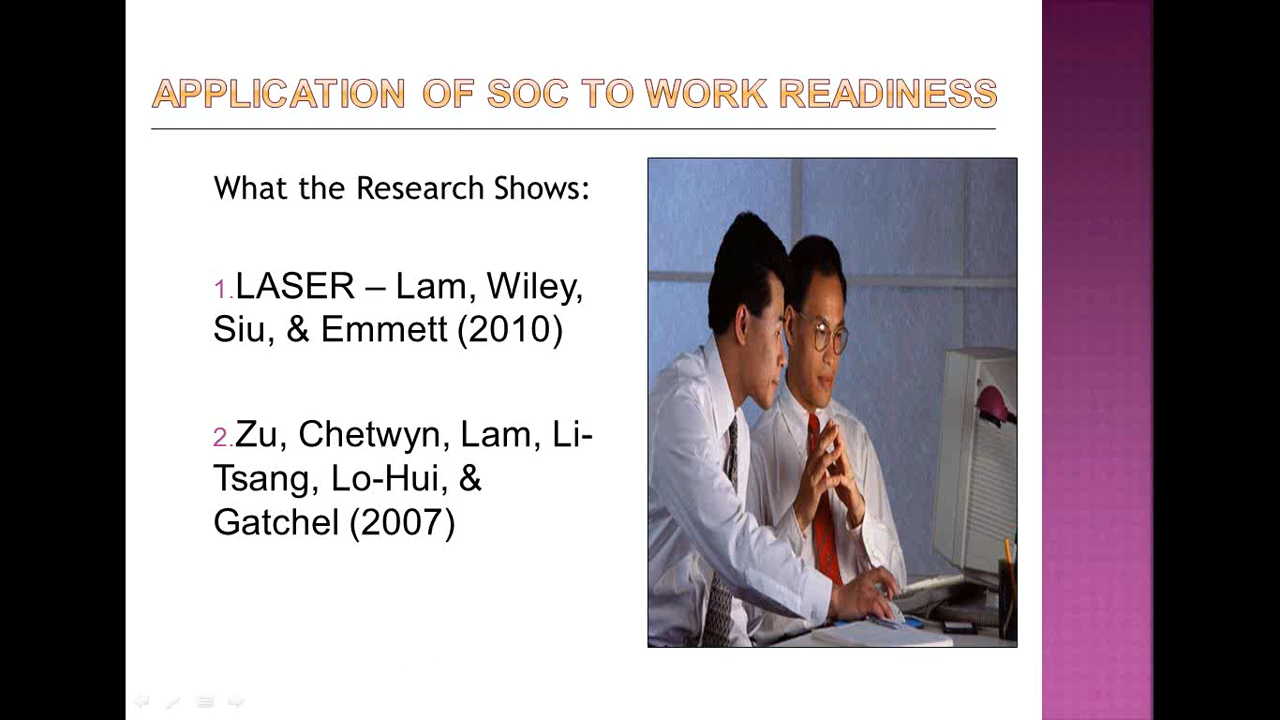 APPLICATION OF SOC TO WORK READINESS
What the Research Shows:
1.LASER – Lam, Wiley,
Siu, & Emmett (2010)
2.Zu, Chetwyn, Lam, Li-
Tsang, Lo-Hui, &
Gatchel (2007)